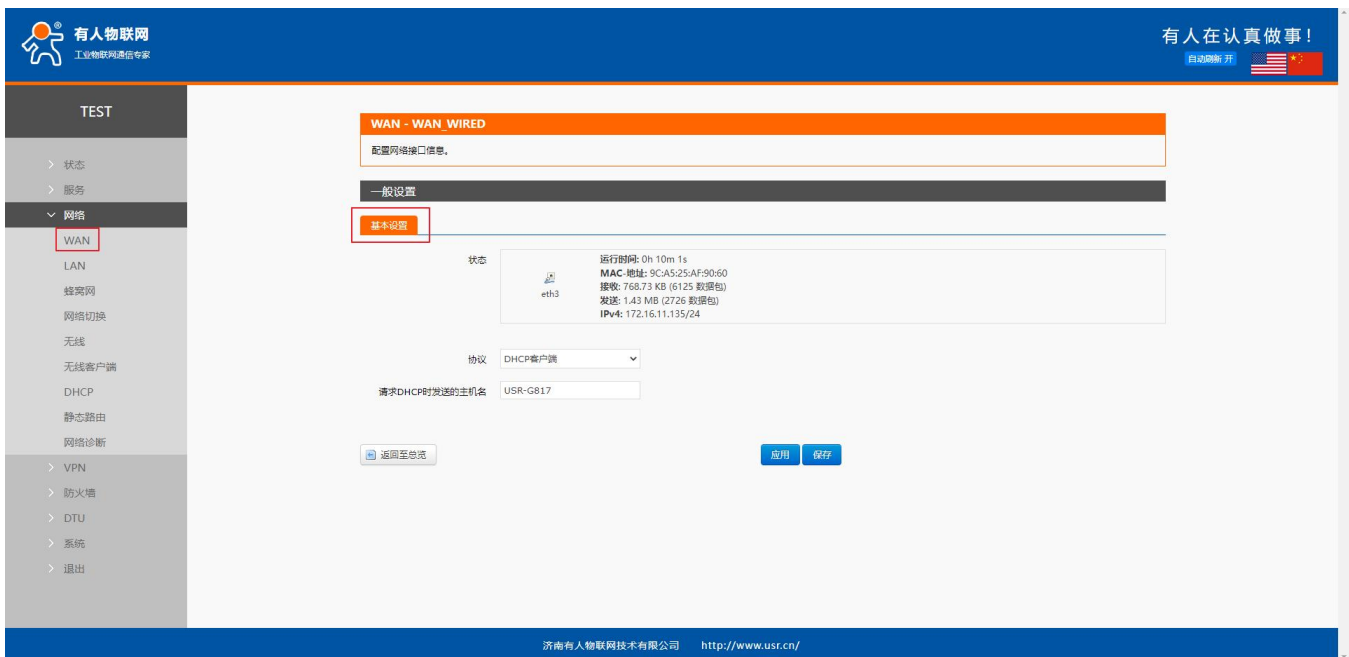 有人物联网
工业物联网通信专家
有人在认真做事!
自动刷新 开
TEST
状态
服务
网络
WAN
LAN
蜂窝网
网络切换
无线
无线客户端
DHCP
静态路由
网络诊断
VPN
防火墙
DTU
系统
退出
WAN - WAN_WIRED
配置网络接口信息。
一般设置
基本设置
状态
eth3
运行时间: 0h 10m 1s
MAC-地址: 9C:A5:25:AF:90:60
接收: 768.73 KB (6125 数据包)
发送: 1.43 MB (2726 数据包)
IPv4: 172.16.11.135/24
协议 DHCP客户端
请求DHCP时发送的主机名 USR-G817
返回至总览 应用 保存
济南有人物联网技术有限公司 http://www.usr.cn/